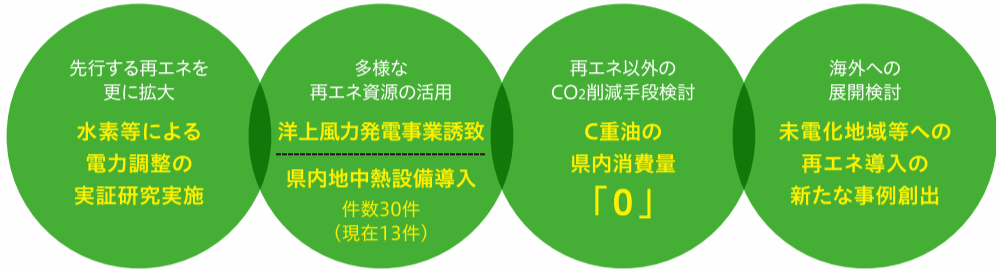 先行する再エネを
更に拡大
水素等による
電力調整の
実証研究実施
多様な
再エネ資源の活用
洋上風力発電事業誘致
県内地中熱設備導入
件数30件
（現在13件）
再エネ以外の
CO2削減手段検討
C重油の
県内消費量
「0」
海外への
展開検討
未電化地域等への
再エネ導入の
新たな事例創出